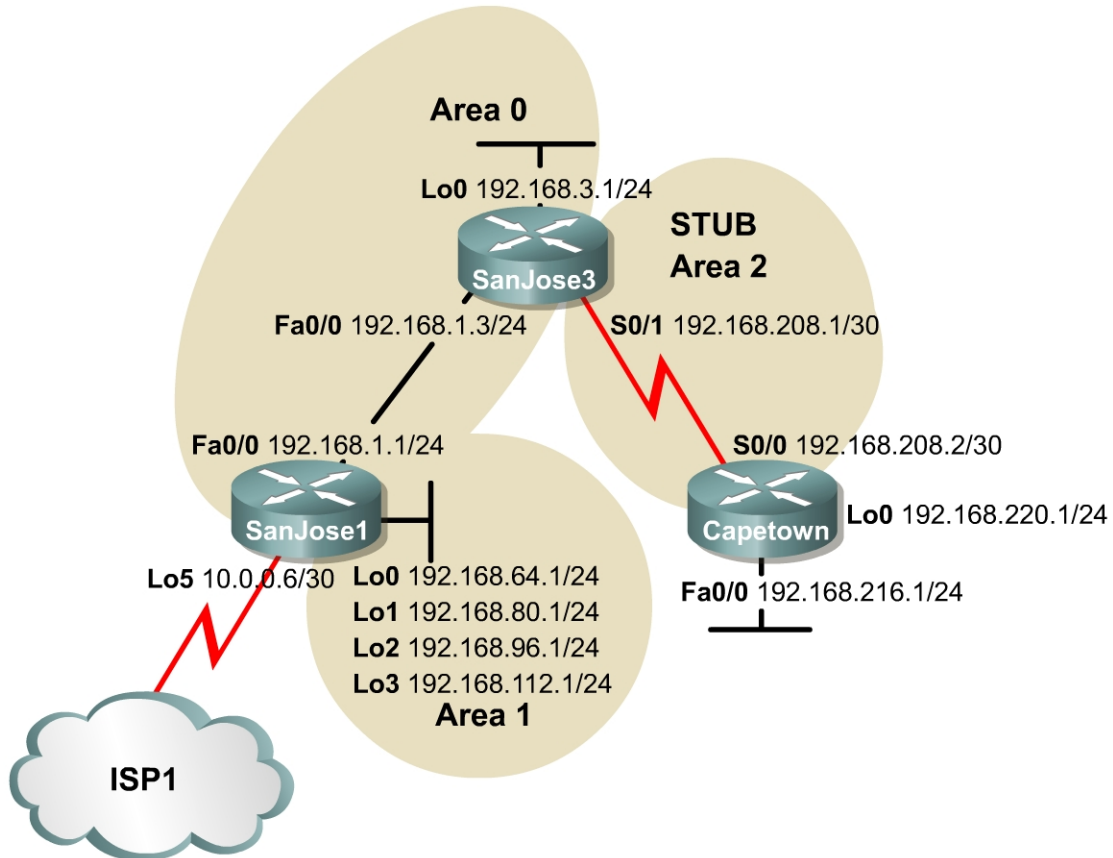 Area 0
Lo0 192.168.3.1/24
STUB
Area 2
SanJose3
Fa0/0 192.168.1.3/24
S0/1 192.168.208.1/30
Fa0/0 192.168.1.1/24
S0/0 192.168.208.2/30
SanJose1
Capetown
Lo0 192.168.220.1/24
Lo5 10.0.0.6/30
Lo0 192.168.64.1/24
Lo1 192.168.80.1/24
Lo2 192.168.96.1/24
Lo3 192.168.112.1/24
Area 1
Fa0/0 192.168.216.1/24
ISP1